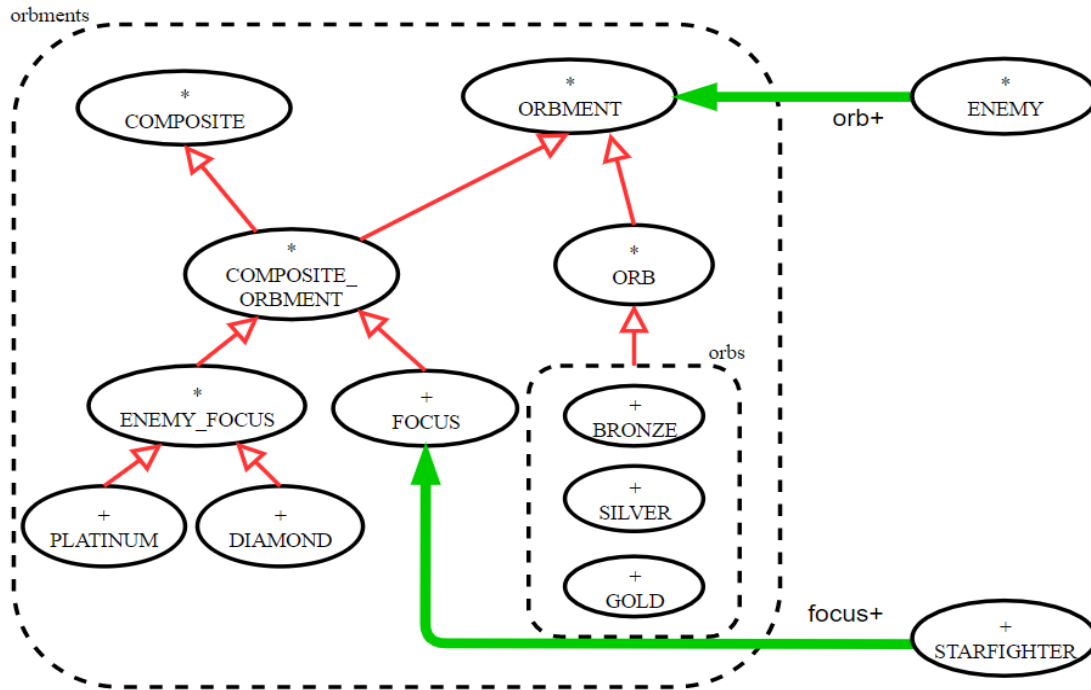 orbments
*
COMPOSITE
*
ORBMENT
*
ENEMY
orb+
*
COMPOSITE_
ORBMENT
*
ORB
orbs
*
ENEMY_FOCUS
+
FOCUS
+
BRONZE
+
PLATINUM
+
DIAMOND
+
SILVER
+
GOLD
focus+
+
STARFIGHTER